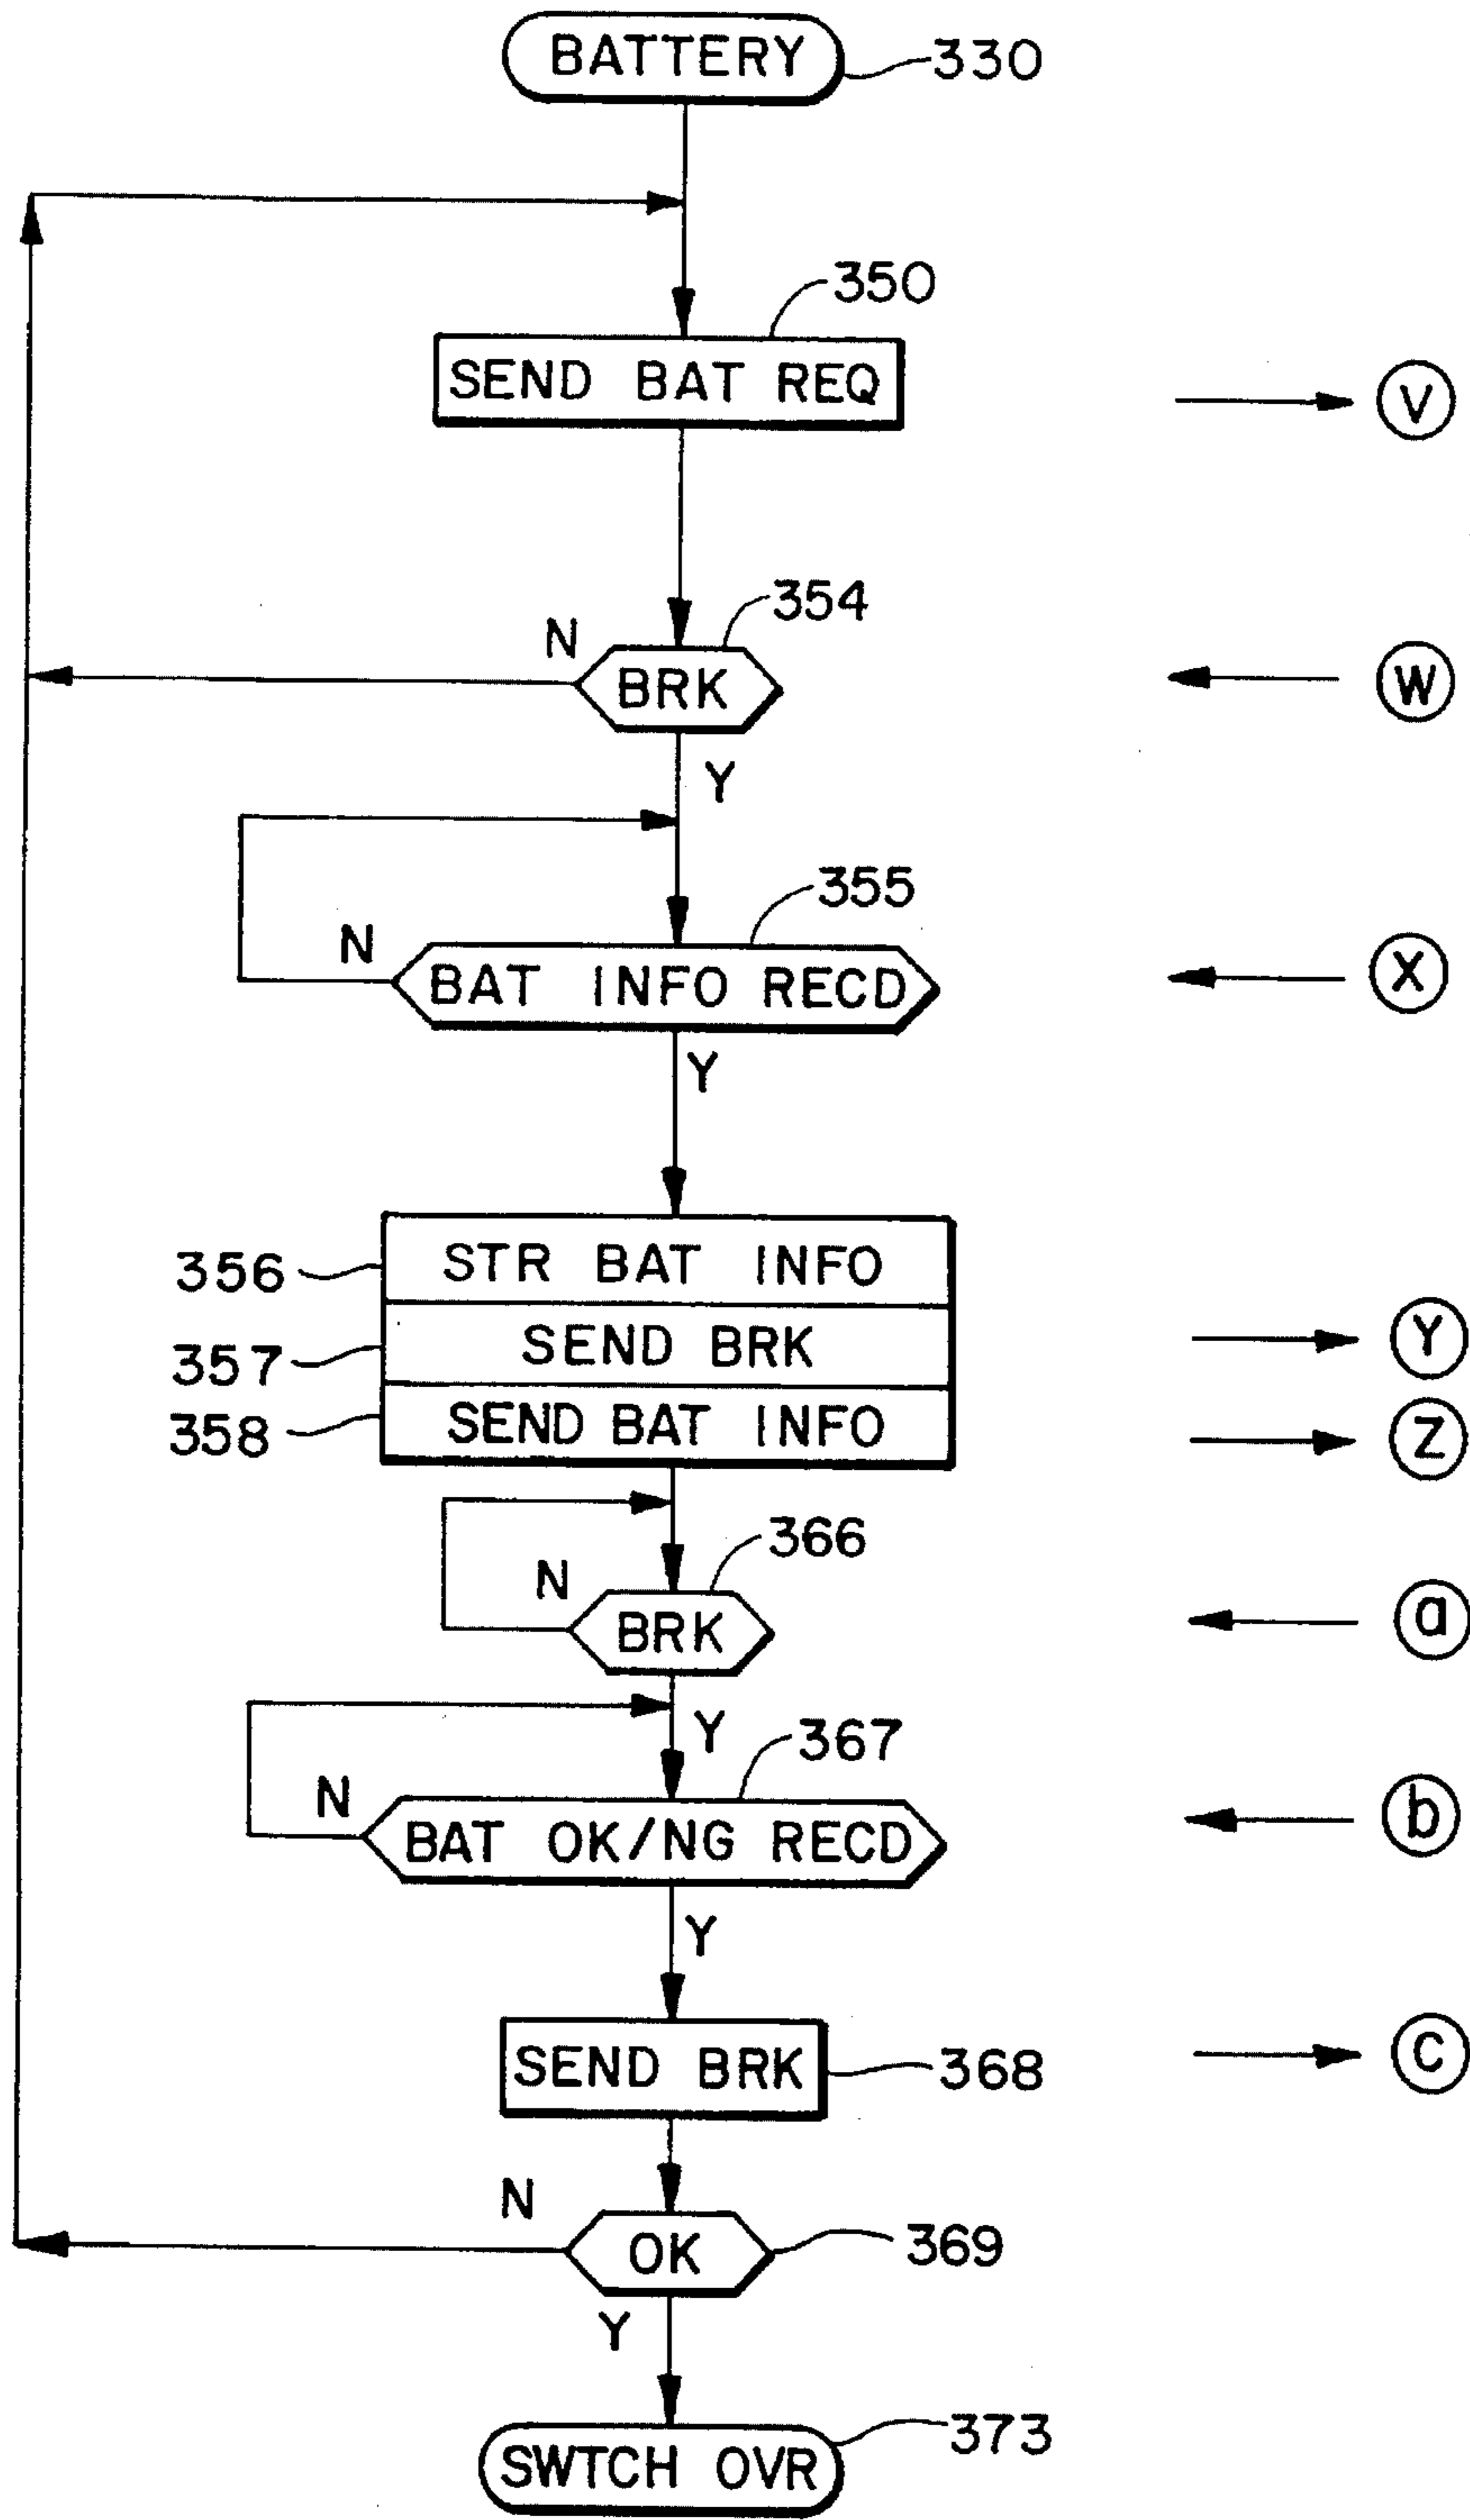 BATTERY 330
350
SEND BAT REQ V
354
N
BRK W
Y
355
N
BAT INFO RECD X
Y
356 STR BAT INFO
357 SEND BRK Y
358 SEND BAT INFO Z
366
N
BRK a
Y
367
N
BAT OK/NG RECD b
Y
SEND BRK 368 C
N
OK 369
Y
373
SWTCH OVR